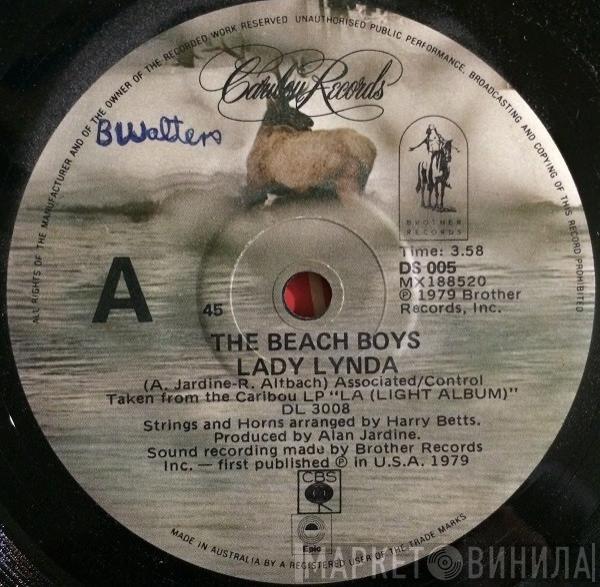 ALL RIGHTS OF THE MANUFACTURER AND OF THE OWNER OF THE RECORDED WORK RESERVED UNAUTHORISED PUBLIC PERFORMANCE, BROADCASTING AND COPYING OF THIS RECORD PROHIBITED
Caribou Records
BWalters
BROTHER
RECORDS
Time: 3.58
DS 005
MX188520
℗ 1979 Brother
Records, Inc.
A
45
THE BEACH BOYS
LADY LYNDA
(A. Jardine-R. Altbach) Associated/Control
Taken from the Caribou LP "LA (LIGHT ALBUM)"
DL 3008
Strings and Horns arranged by Harry Betts.
Produced by Alan Jardine.
Sound recording made by Brother Records
Inc. — first published ℗ in U.S.A. 1979
CBS
Epic
MADE IN AUSTRALIA BY A REGISTERED USER OF THE TRADE MARKS
МАРКЕТ ВИНИЛА